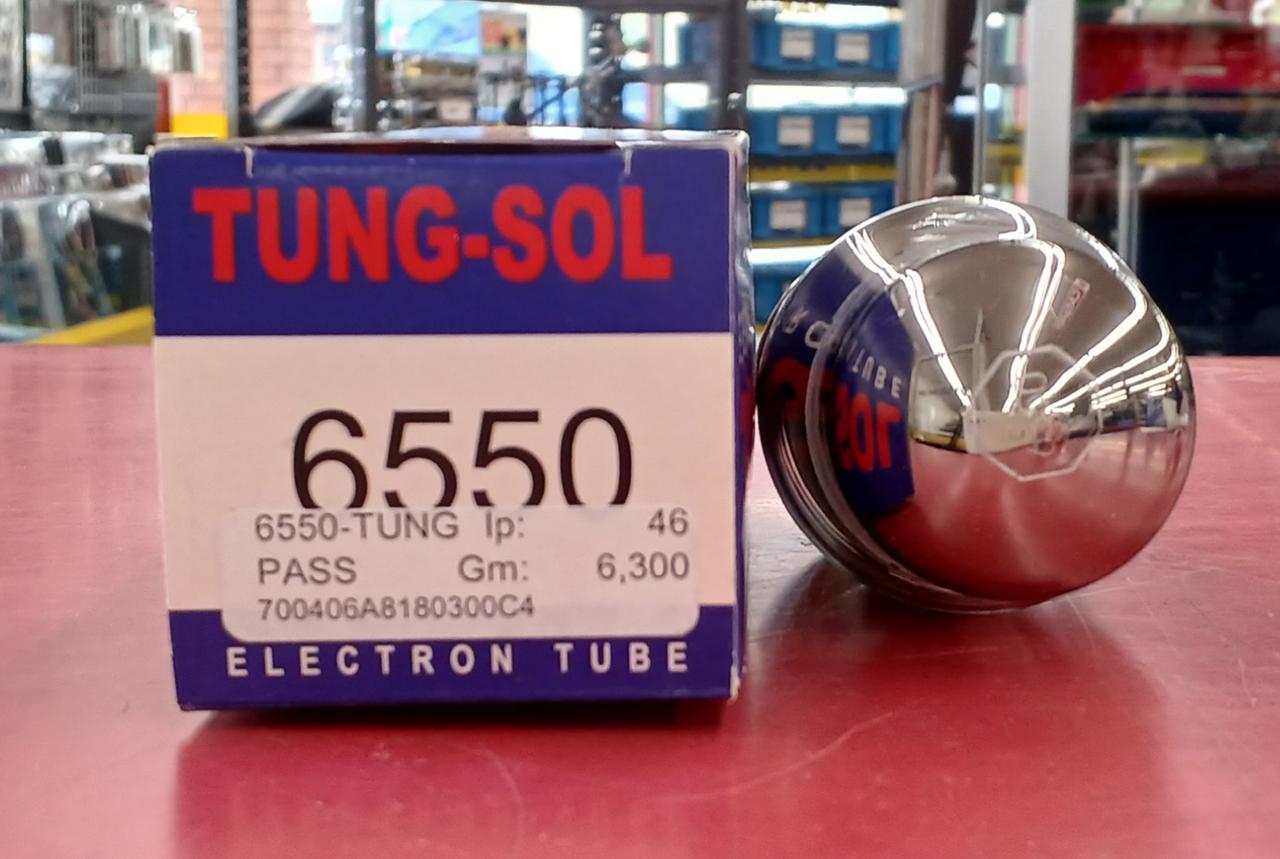 TUNG-SOL
6550
6550-TUNG Ip: 46
PASS Gm: 6,300
700406A8180300C4
ELECTRON TUBE